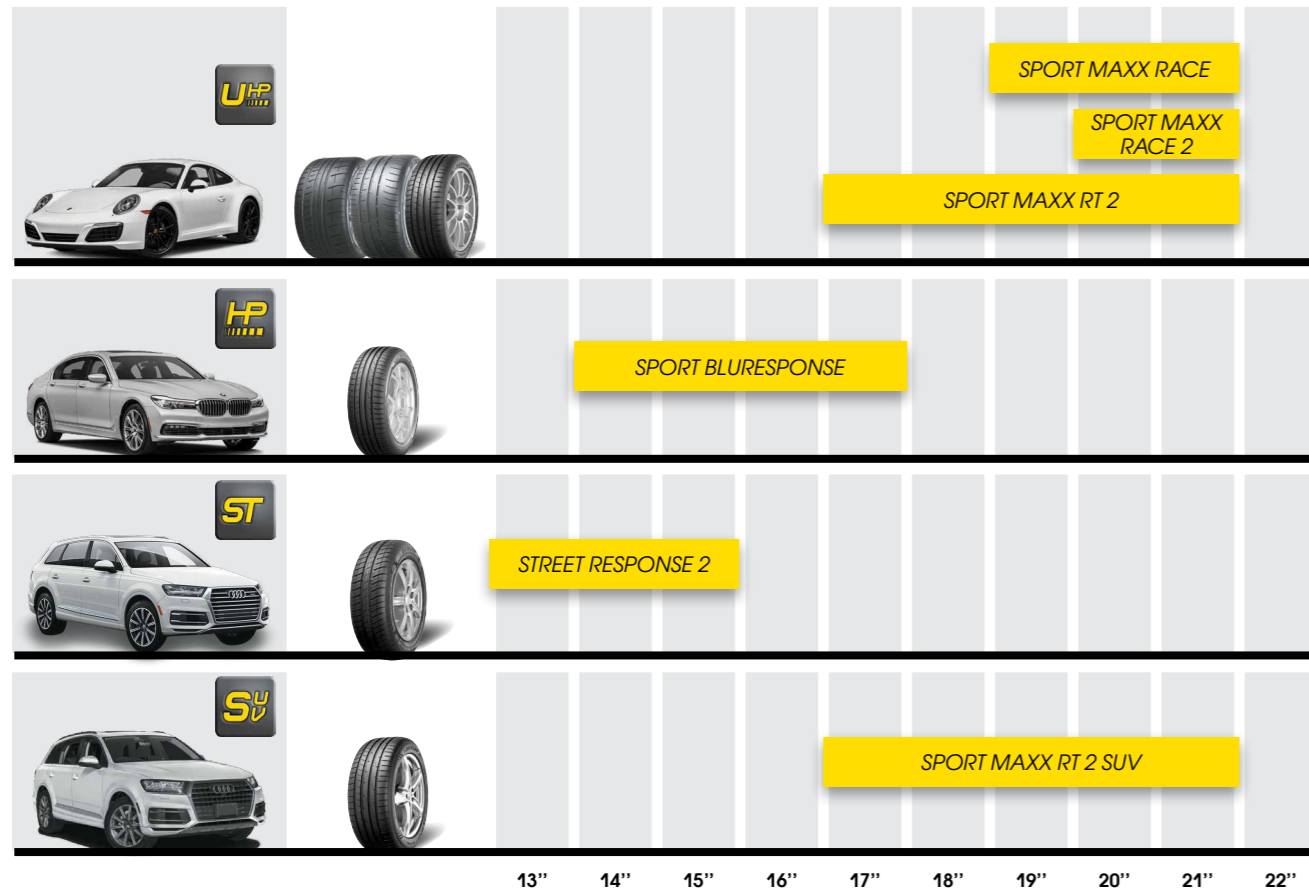 UHP
SPORT MAXX RACE
SPORT MAXX
RACE 2
SPORT MAXX RT 2
HP
SPORT BLURESPONSE
ST
STREET RESPONSE 2
SUV
SPORT MAXX RT 2 SUV
13’’ 14’’ 15’’ 16’’ 17’’ 18’’ 19’’ 20’’ 21’’ 22’’